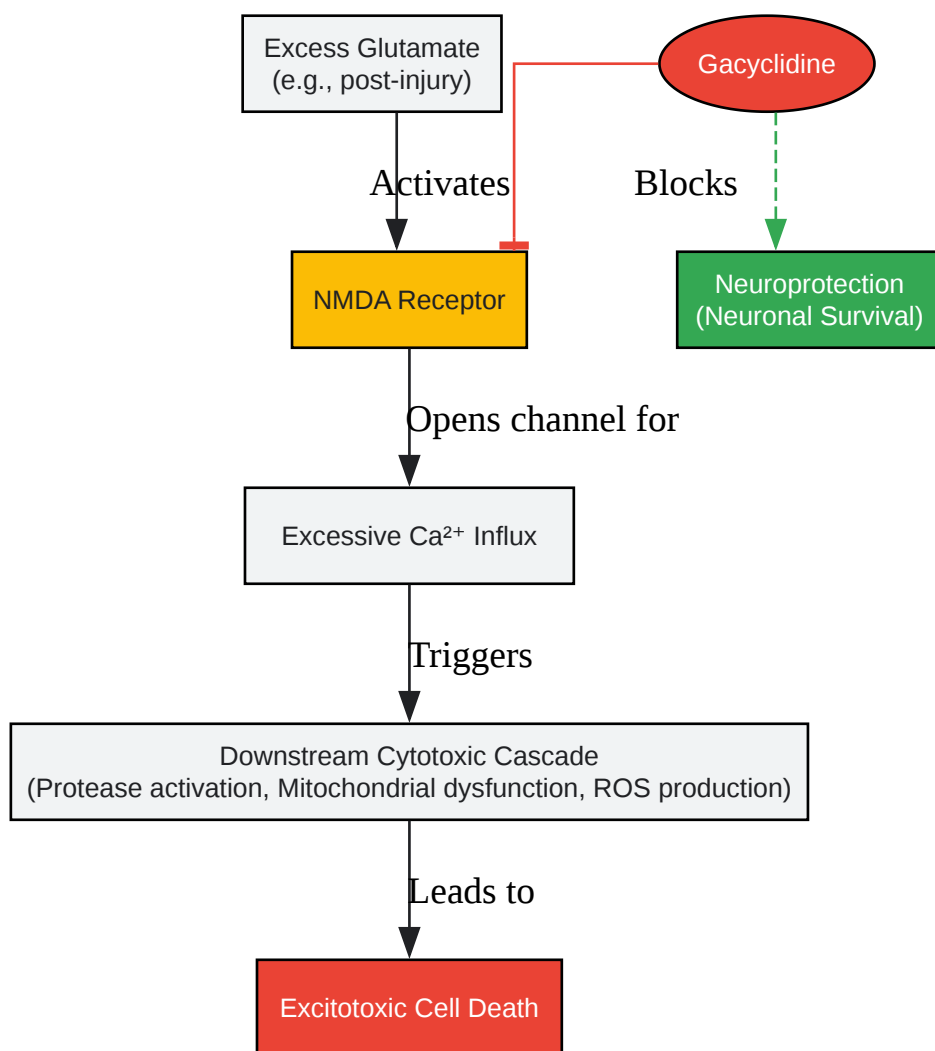 Excess Glutamate
(e.g., post-injury)
Gacyclidine
Activates
Blocks
NMDA Receptor
Neuroprotection
(Neuronal Survival)
Opens channel for
Excessive Ca²⁺ Influx
Triggers
Downstream Cytotoxic Cascade
(Protease activation, Mitochondrial dysfunction, ROS production)
Leads to
Excitotoxic Cell Death